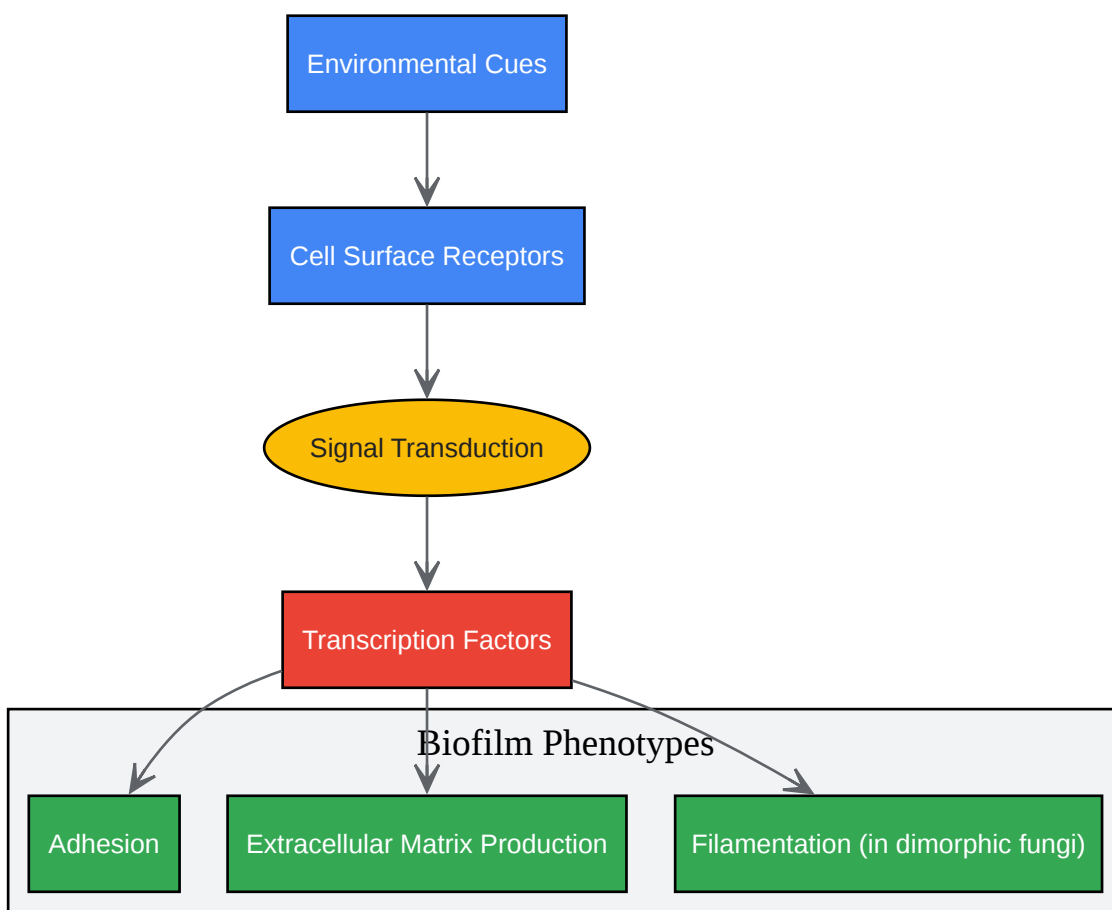 Environmental Cues
Cell Surface Receptors
Signal Transduction
Transcription Factors
Biofilm Phenotypes
Adhesion
Extracellular Matrix Production
Filamentation (in dimorphic fungi)